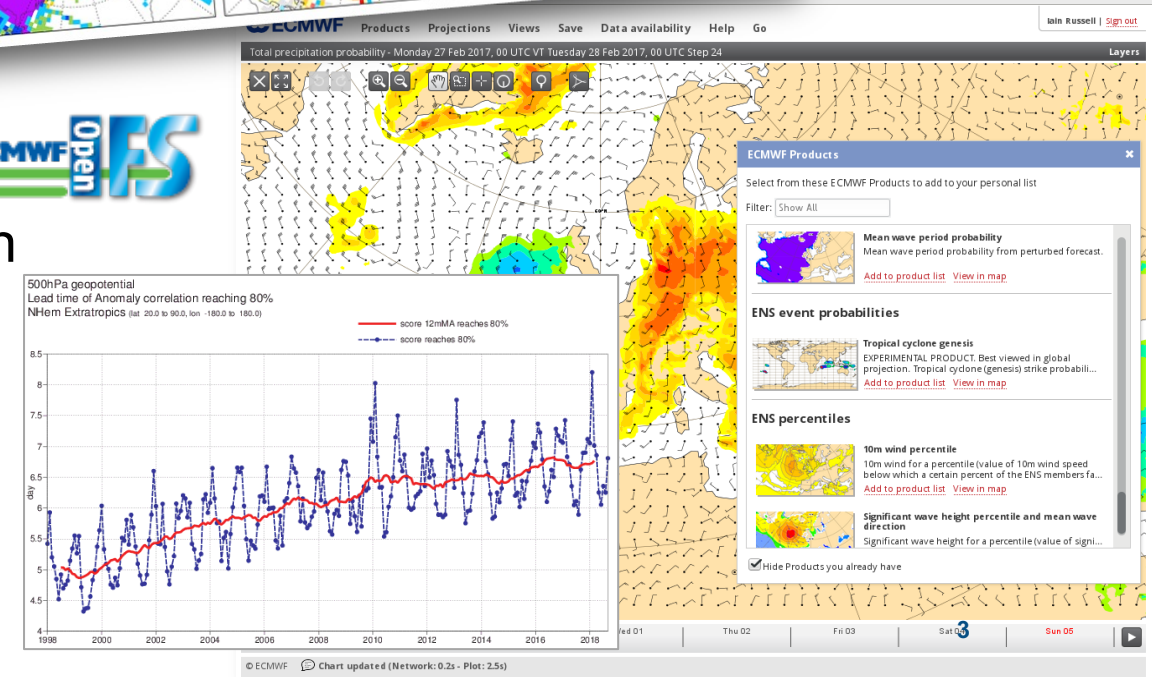 ECMWF
Products
Projections
Views
Save
Data availability
Help
Go
Iain Russell | Sign out
Total precipitation probability - Monday 27 Feb 2017, 00 UTC VT Tuesday 28 Feb 2017, 00 UTC Step 24
Layers
ECMWF Products
Select from these ECMWF Products to add to your personal list
Filter: Show All
Mean wave period probability
Mean wave period probability from perturbed forecast.
Add to product list View in map
ENS event probabilities
Tropical cyclone genesis
EXPERIMENTAL PRODUCT. Best viewed in global
projection. Tropical cyclone (genesis) strike probabili...
Add to product list View in map
ENS percentiles
10m wind percentile
10m wind for a percentile (value of 10m wind speed
below which a certain percent of the ENS members fa...
Add to product list View in map
Significant wave height percentile and mean wave
direction
Significant wave height for a percentile (value of signi...
Hide Products you already have
CMWF
Open
IFS
n
500hPa geopotential
Lead time of Anomaly correlation reaching 80%
NHem Extratropics (lat 20.0 to 90.0, lon -180.0 to 180.0)
score 12mMA reaches 80%
score reaches 80%
8.5
8
7.5
7
6.5
6
5.5
5
4.5
4
day
1998 2000 2002 2004 2006 2008 2010 2012 2014 2016 2018
Wed 01
Thu 02
Fri 03
Sat 04
3
Sun 05
© ECMWF
Chart updated (Network: 0.2s - Plot: 2.5s)